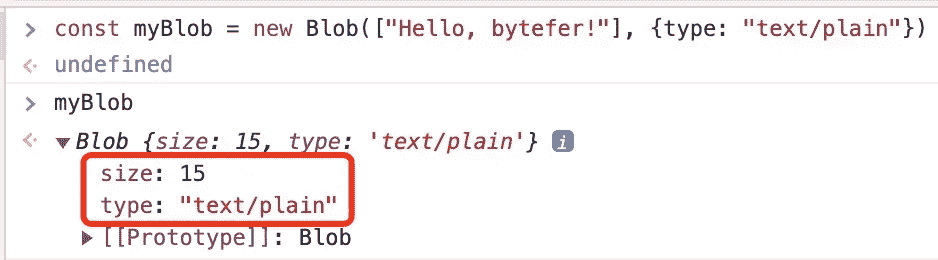 > const myBlob = new Blob(["Hello, bytefer!"], {type: "text/plain"})
undefined
> myBlob
Blob {size: 15, type: 'text/plain'} i
size: 15
type: "text/plain"
[[Prototype]]: Blob